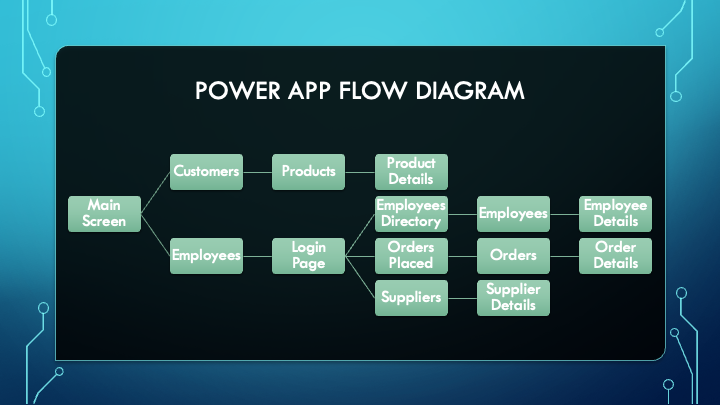 POWER APP FLOW DIAGRAM
Main
Screen
Customers
Products
Product
Details
Employees
Login
Page
Employees
Directory
Employees
Employee
Details
Orders
Placed
Orders
Order
Details
Suppliers
Supplier
Details